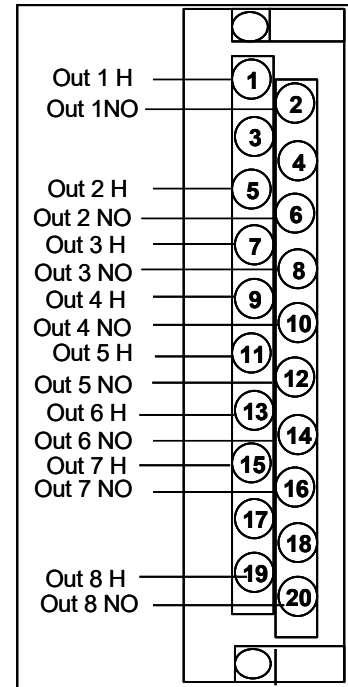 Out 1 H 1
Out 1NO 2
3
4
Out 2 H 5
Out 2 NO 6
Out 3 H 7
Out 3 NO 8
Out 4 H 9
Out 4 NO 10
Out 5 H 11
Out 5 NO 12
Out 6 H 13
Out 6 NO 14
Out 7 H 15
Out 7 NO 16
17
18
Out 8 H 19
Out 8 NO 20